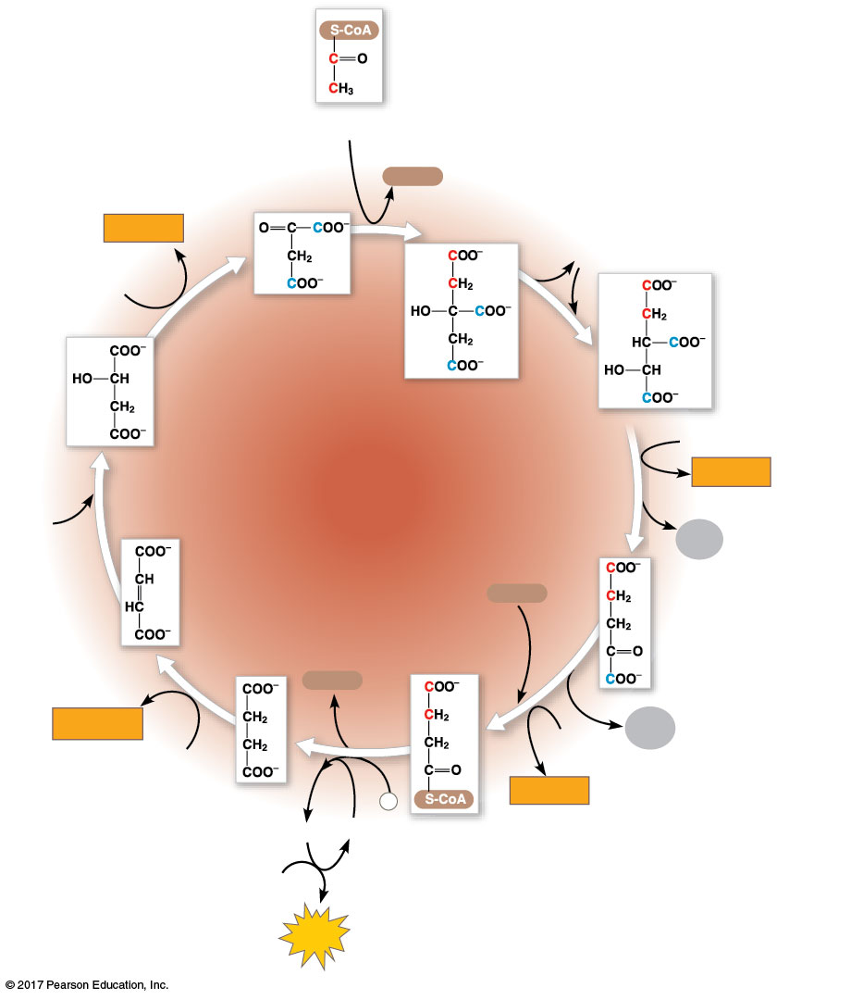 S-CoA
C=O
CH₃
O=C—COO⁻
CH₂
COO⁻
COO⁻
CH₂
HO—C—COO⁻
CH₂
COO⁻
COO⁻
CH₂
HC—COO⁻
HO—CH
COO⁻
COO⁻
CH₂
CH₂
C=O
COO⁻
COO⁻
CH₂
CH₂
C=O
S-CoA
COO⁻
CH₂
CH₂
COO⁻
COO⁻
CH
HC
COO⁻
COO⁻
HO—CH
CH₂
COO⁻
© 2017 Pearson Education, Inc.